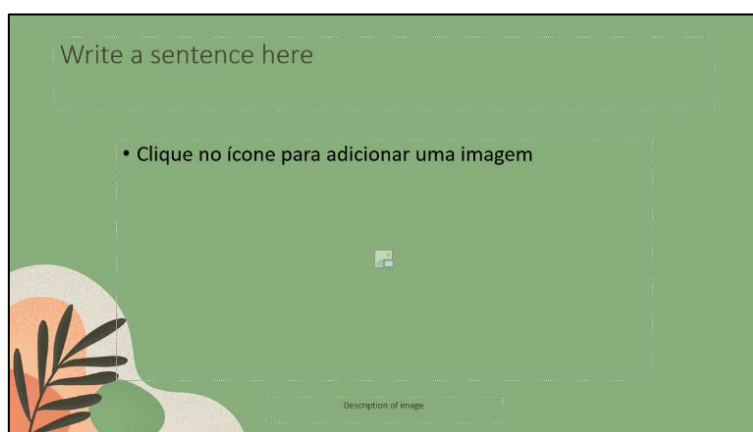 Write a sentence here
• Clique no ícone para adicionar uma imagem
Description of image